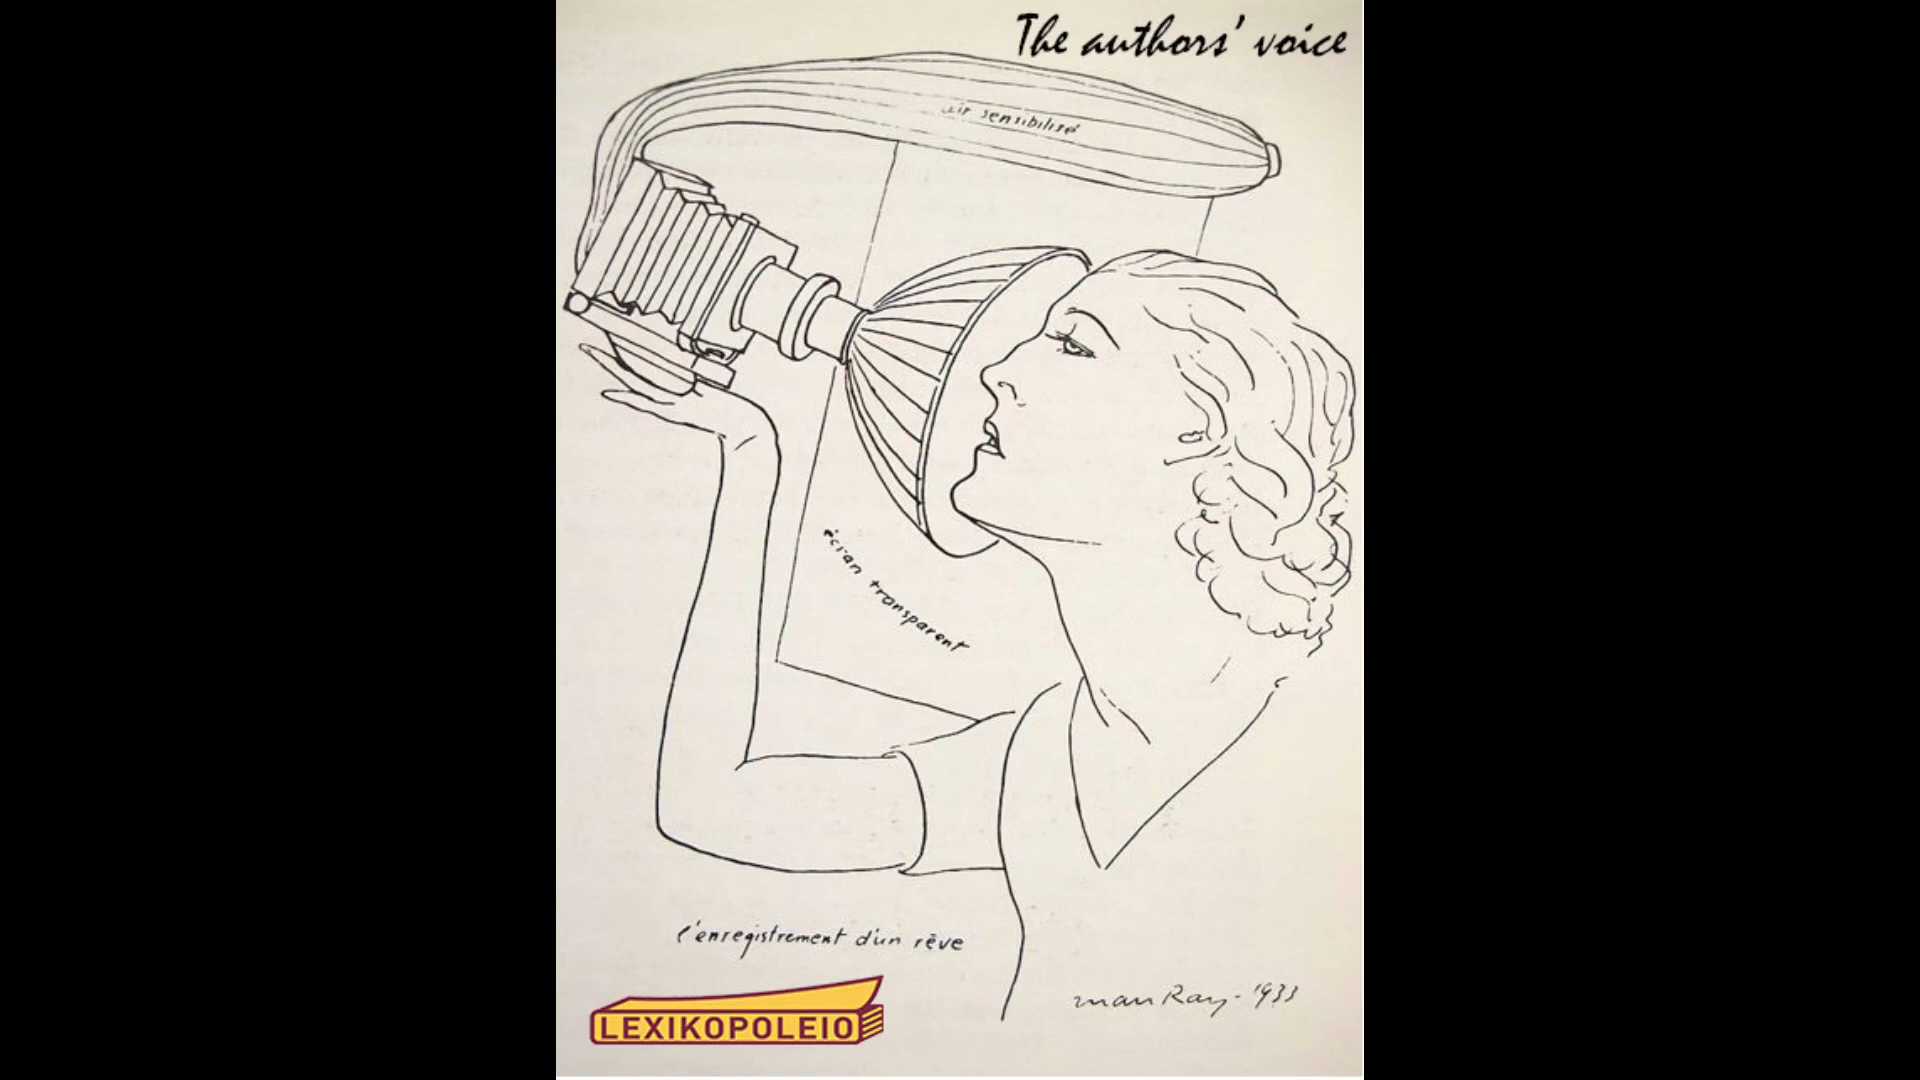 The authors' voice
air sensibilisé
écran transparent
l'enregistrement d'un rêve
man Ray - 1933
LEXIKOPOLEIO